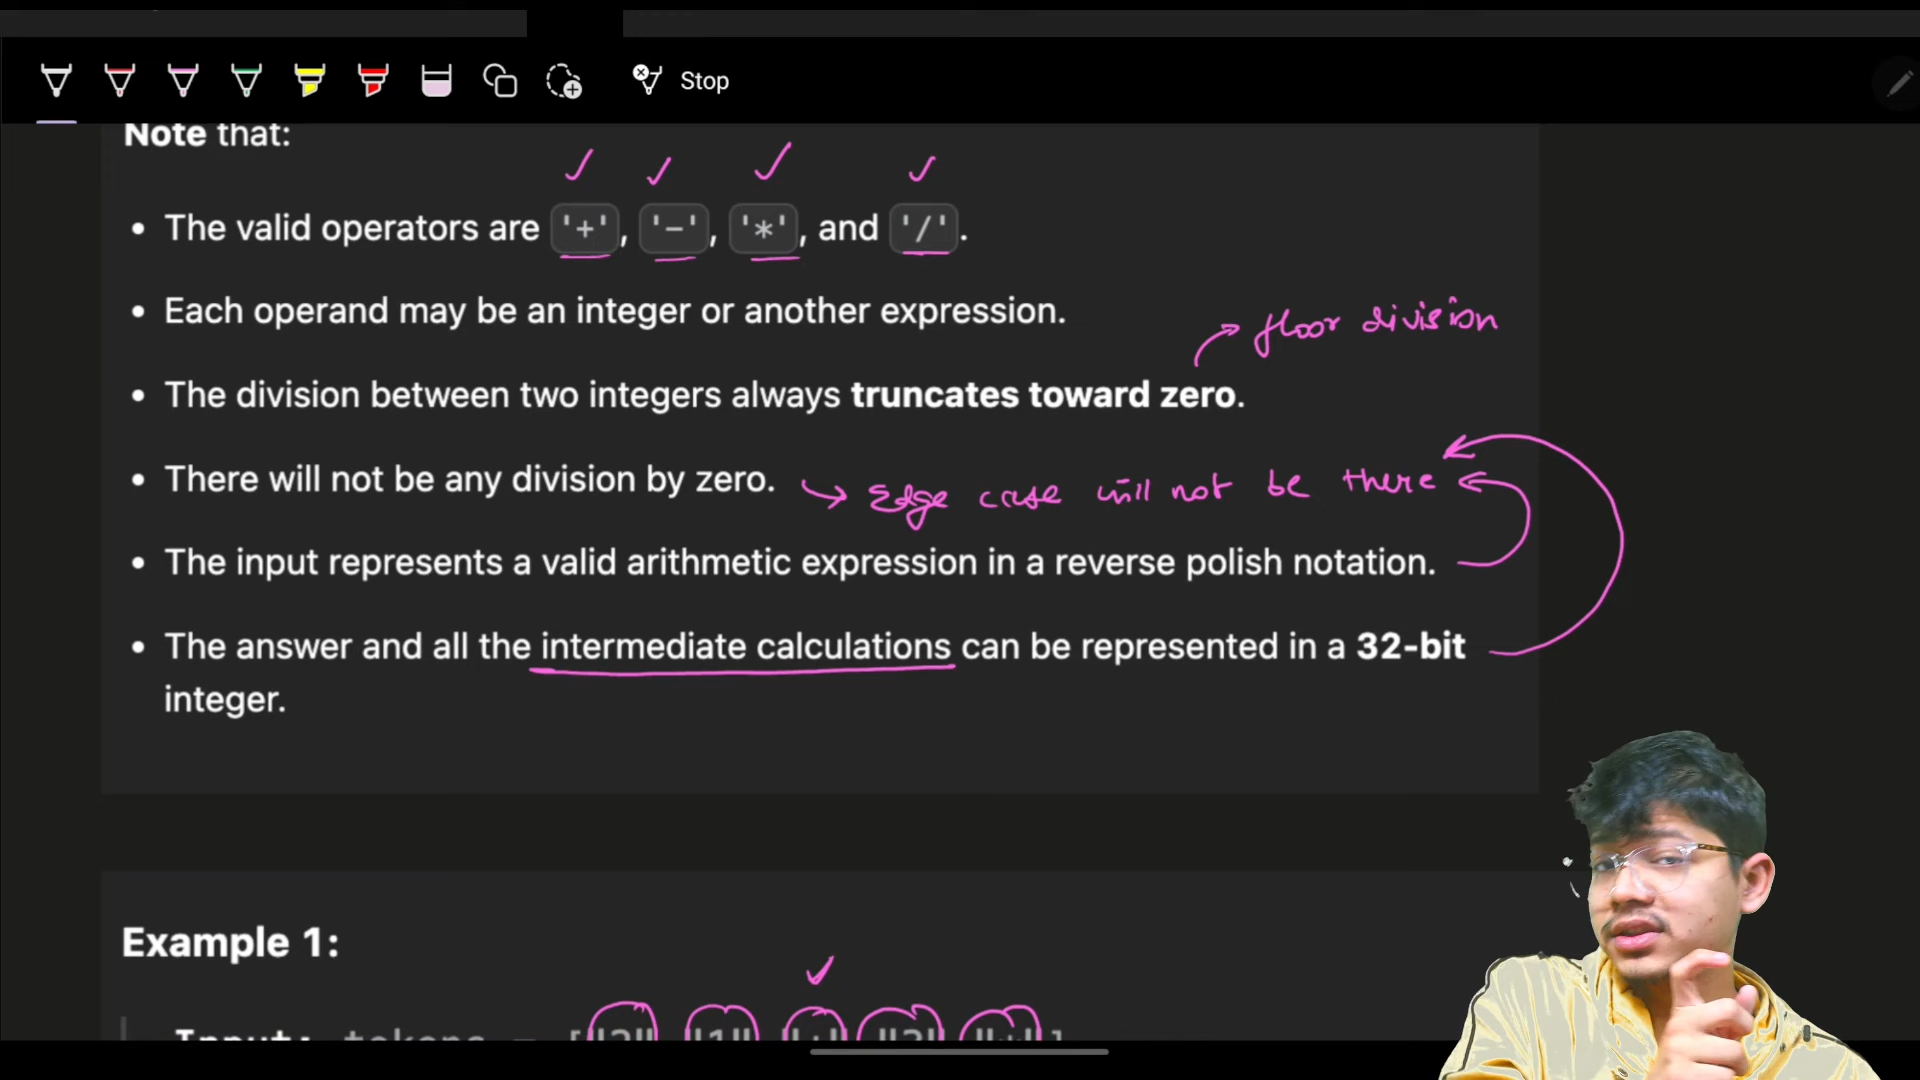 Stop
Note that:
• The valid operators are '+', '-', '*', and '/'.
• Each operand may be an integer or another expression.
floor division
• The division between two integers always truncates toward zero.
• There will not be any division by zero.
Edge case will not be there
• The input represents a valid arithmetic expression in a reverse polish notation.
• The answer and all the intermediate calculations can be represented in a 32-bit
integer.
Example 1:
Input: tokens = [